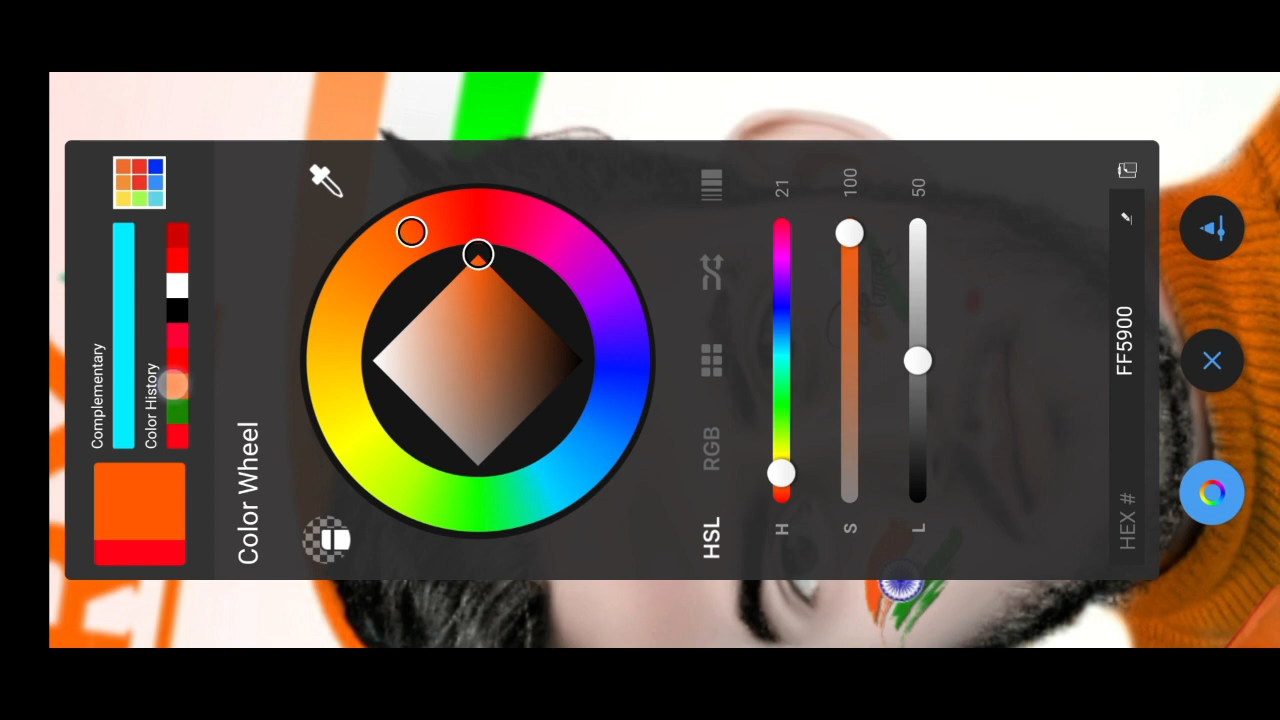 Complementary
Color History
Color Wheel
HSL
RGB
H
21
S
100
L
50
HEX #
FF5900